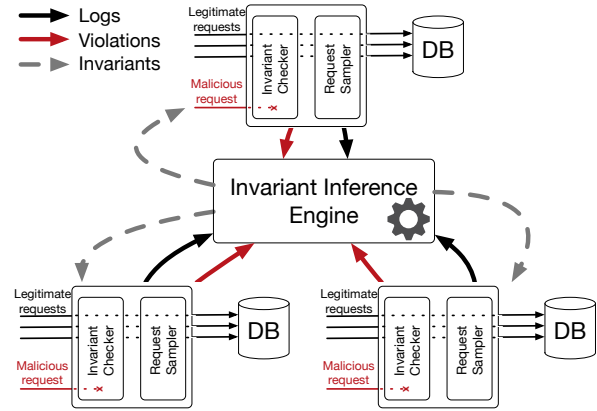 Logs
Violations
Invariants
Legitimate
requests
Malicious
request
Invariant
Checker
Request
Sampler
DB
Invariant Inference
Engine
Legitimate
requests
Malicious
request
Invariant
Checker
Request
Sampler
DB
Legitimate
requests
Malicious
request
Invariant
Checker
Request
Sampler
DB